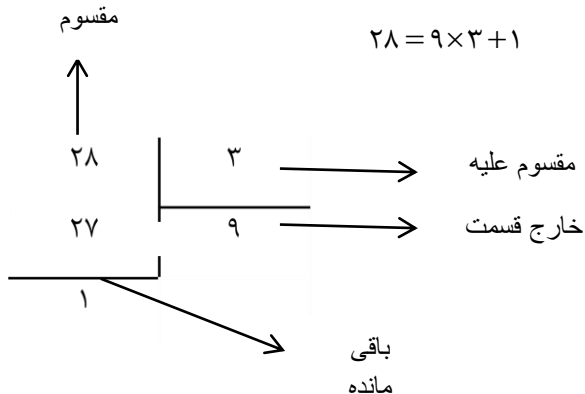 مقسوم
۲۸ = ۹ × ۳ + ۱
۲۸ ۳ مقسوم علیه
۲۷ ۹ خارج قسمت
۱
باقی
مانده